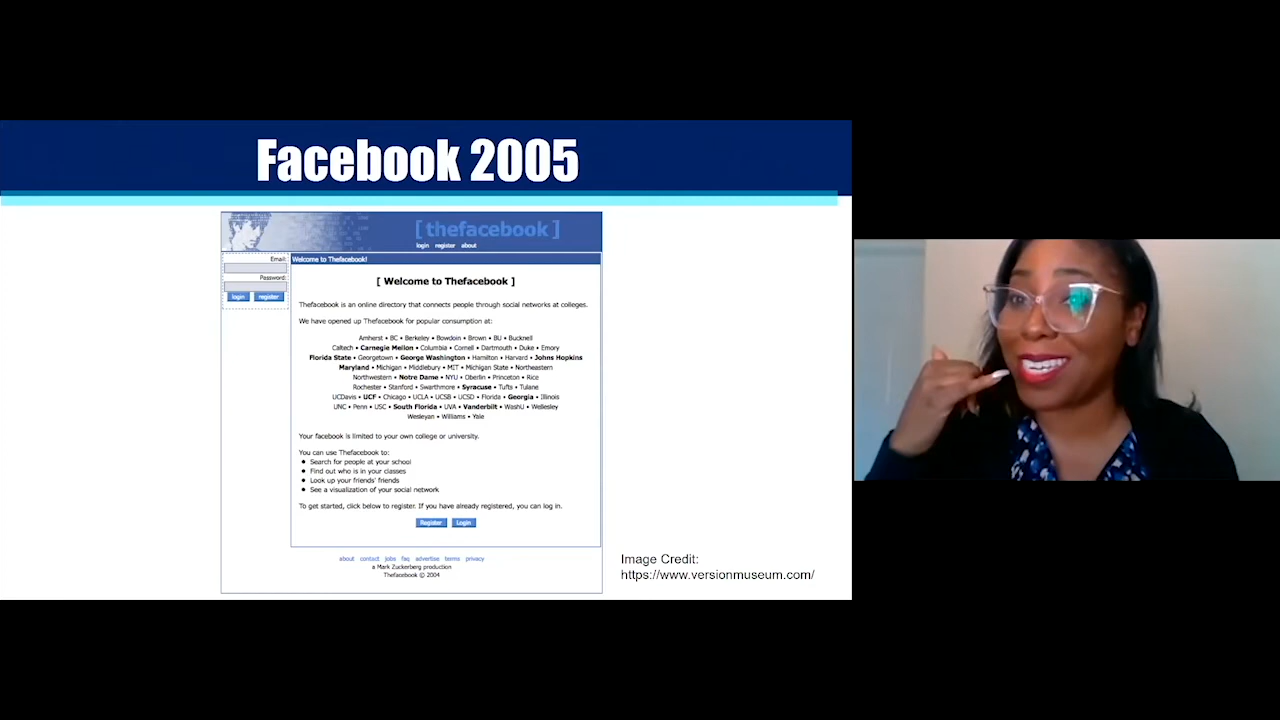 Facebook 2005
[ thefacebook ]
login register about
Email:
Password:
login register
Welcome to Thefacebook!
[ Welcome to Thefacebook ]
Thefacebook is an online directory that connects people through social networks at colleges.
We have opened up Thefacebook for popular consumption at:
Amherst • BC • Berkeley • Bowdoin • Brown • BU • Bucknell
Caltech • Carnegie Mellon • Columbia • Cornell • Dartmouth • Duke • Emory
Florida State • Georgetown • George Washington • Hamilton • Harvard • Johns Hopkins
Maryland • Michigan • Middlebury • MIT • Michigan State • Northeastern
Northwestern • Notre Dame • NYU • Oberlin • Princeton • Rice
Rochester • Stanford • Swarthmore • Syracuse • Tufts • Tulane
UCDavis • UCF • Chicago • UCLA • UCSB • UCSD • Florida • Georgia • Illinois
UNC • Penn • USC • South Florida • UVA • Vanderbilt • WashU • Wellesley
Wesleyan • Williams • Yale
Your facebook is limited to your own college or university.
You can use Thefacebook to:
• Search for people at your school
• Find out who is in your classes
• Look up your friends' friends
• See a visualization of your social network
To get started, click below to register. If you have already registered, you can log in.
Register Login
about contact jobs faq advertise terms privacy
a Mark Zuckerberg production
Thefacebook © 2004
Image Credit:
https://www.versionmuseum.com/